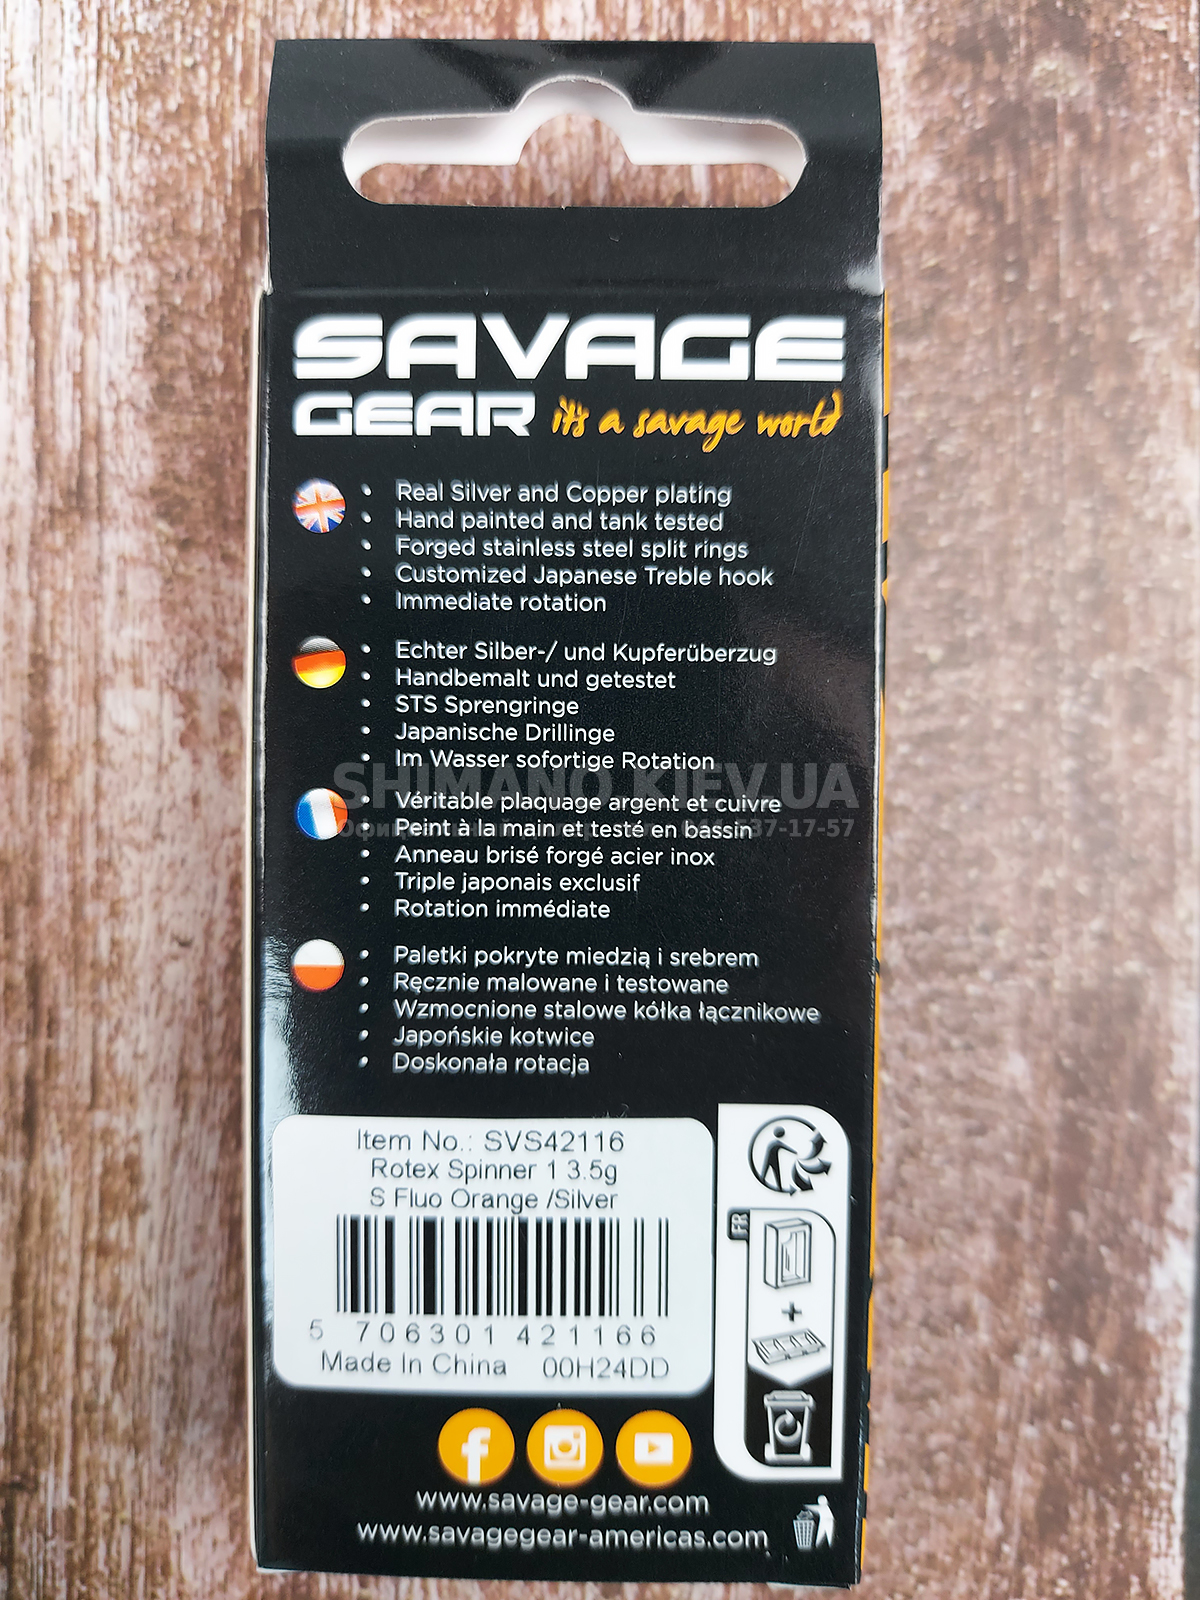 SAVAGE
GEAR it's a savage world
• Real Silver and Copper plating
• Hand painted and tank tested
• Forged stainless steel split rings
• Customized Japanese Treble hook
• Immediate rotation
• Echter Silber-/ und Kupferüberzug
• Handbemalt und getestet
• STS Sprengringe
• Japanische Drillinge
• Im Wasser sofortige Rotation
SHIMANO.KIEV.UA
• Véritable plaquage argent et cuivre
• Peint à la main et testé en bassin
537-17-57
• Anneau brisé forgé acier inox
• Triple japonais exclusif
• Rotation immédiate
• Paletki pokryte miedzią i srebrem
• Ręcznie malowane i testowane
• Wzmocnione stalowe kółka łącznikowe
• Japońskie kotwice
• Doskonała rotacja
Item No.: SVS42116
Rotex Spinner 1 3.5g
S Fluo Orange /Silver
5 706301 421166
Made In China 00H24DD
FR
+
www.savage-gear.com
www.savagegear-americas.com